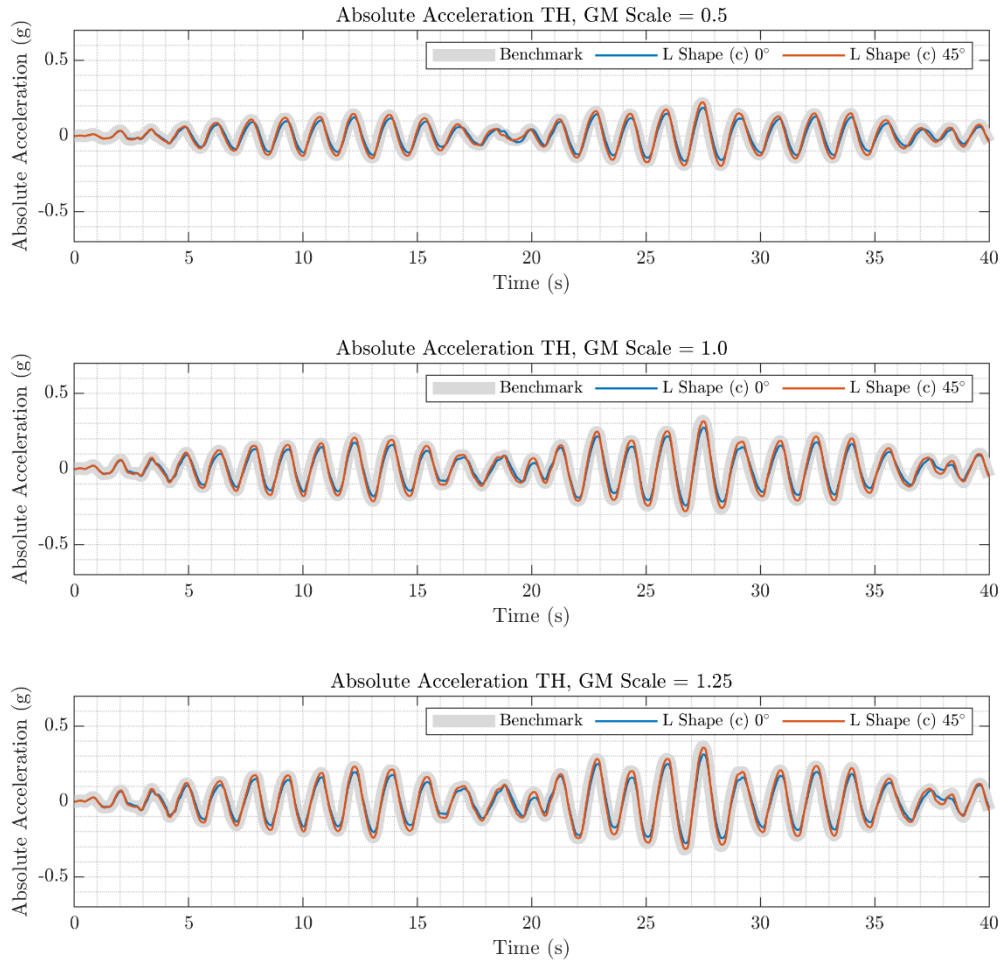 Absolute Acceleration TH, GM Scale = 0.5
Absolute Acceleration (g)
0.5
0
-0.5
Benchmark L Shape (c) 0° L Shape (c) 45°
0 5 10 15 20 25 30 35 40
Time (s)
Absolute Acceleration TH, GM Scale = 1.0
Absolute Acceleration (g)
0.5
0
-0.5
Benchmark L Shape (c) 0° L Shape (c) 45°
0 5 10 15 20 25 30 35 40
Time (s)
Absolute Acceleration TH, GM Scale = 1.25
Absolute Acceleration (g)
0.5
0
-0.5
Benchmark L Shape (c) 0° L Shape (c) 45°
0 5 10 15 20 25 30 35 40
Time (s)